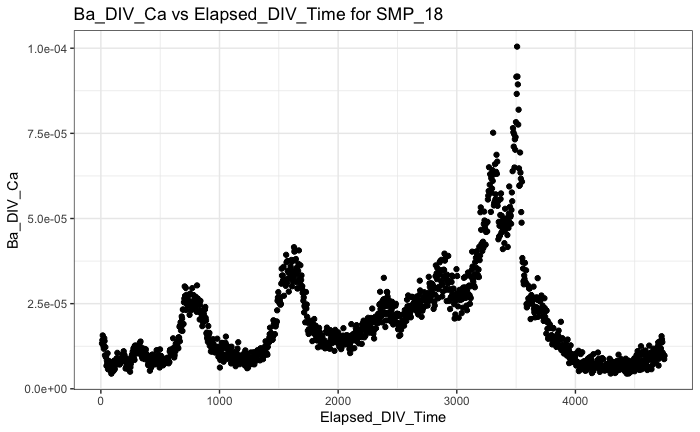 Ba_DIV_Ca vs Elapsed_DIV_Time for SMP_18
1.0e-04
7.5e-05
5.0e-05
2.5e-05
0.0e+00
Ba_DIV_Ca
0 1000 2000 3000 4000
Elapsed_DIV_Time